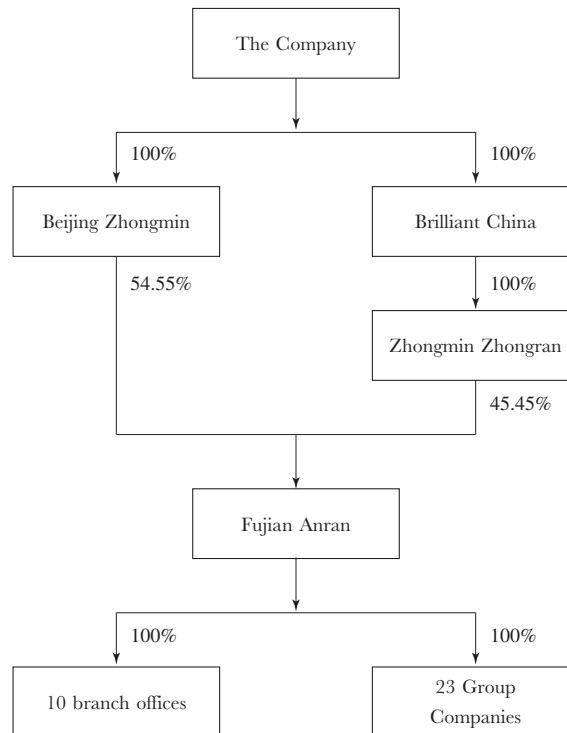 The Company
100%
100%
Beijing Zhongmin
Brilliant China
54.55%
100%
Zhongmin Zhongran
45.45%
Fujian Anran
100%
100%
10 branch offices
23 Group
Companies